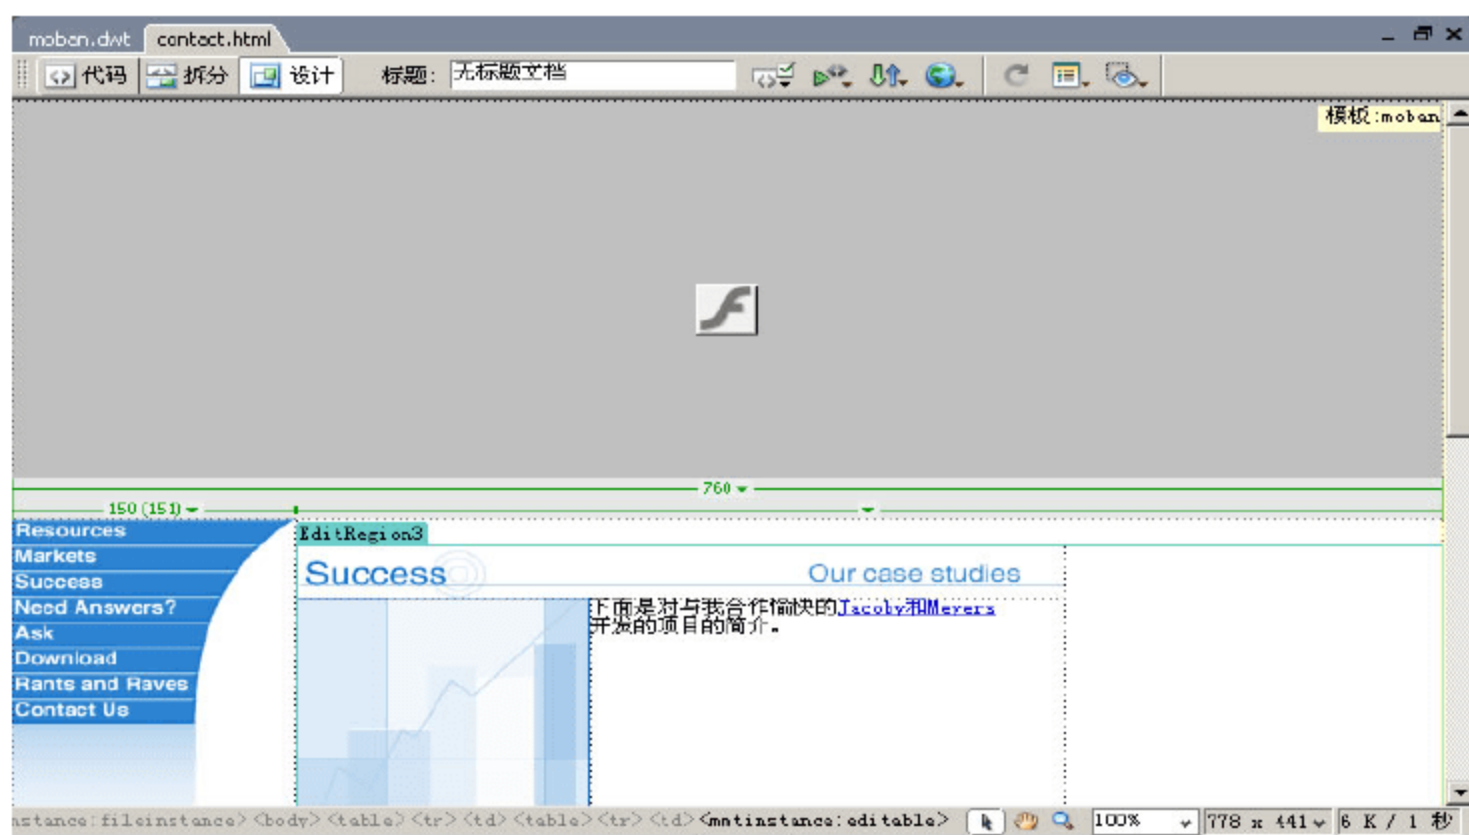 moban.dwt contact.html
代码 拆分 设计 标题: 无标题文档
模板:moban
760
150 (151)
Resources
EditRegion3
Markets
Success
Success Our case studies
Need Answers?
下面是对与我合作愉快的Jacoby和Meyers
Ask
开发的项目的简介。
Download
Rants and Raves
Contact Us
nstance:fileinstance> <body> <table> <tr> <td> <table> <tr> <td> <mmtinstance:editable> 100% 778 x 441 6 K / 1 秒